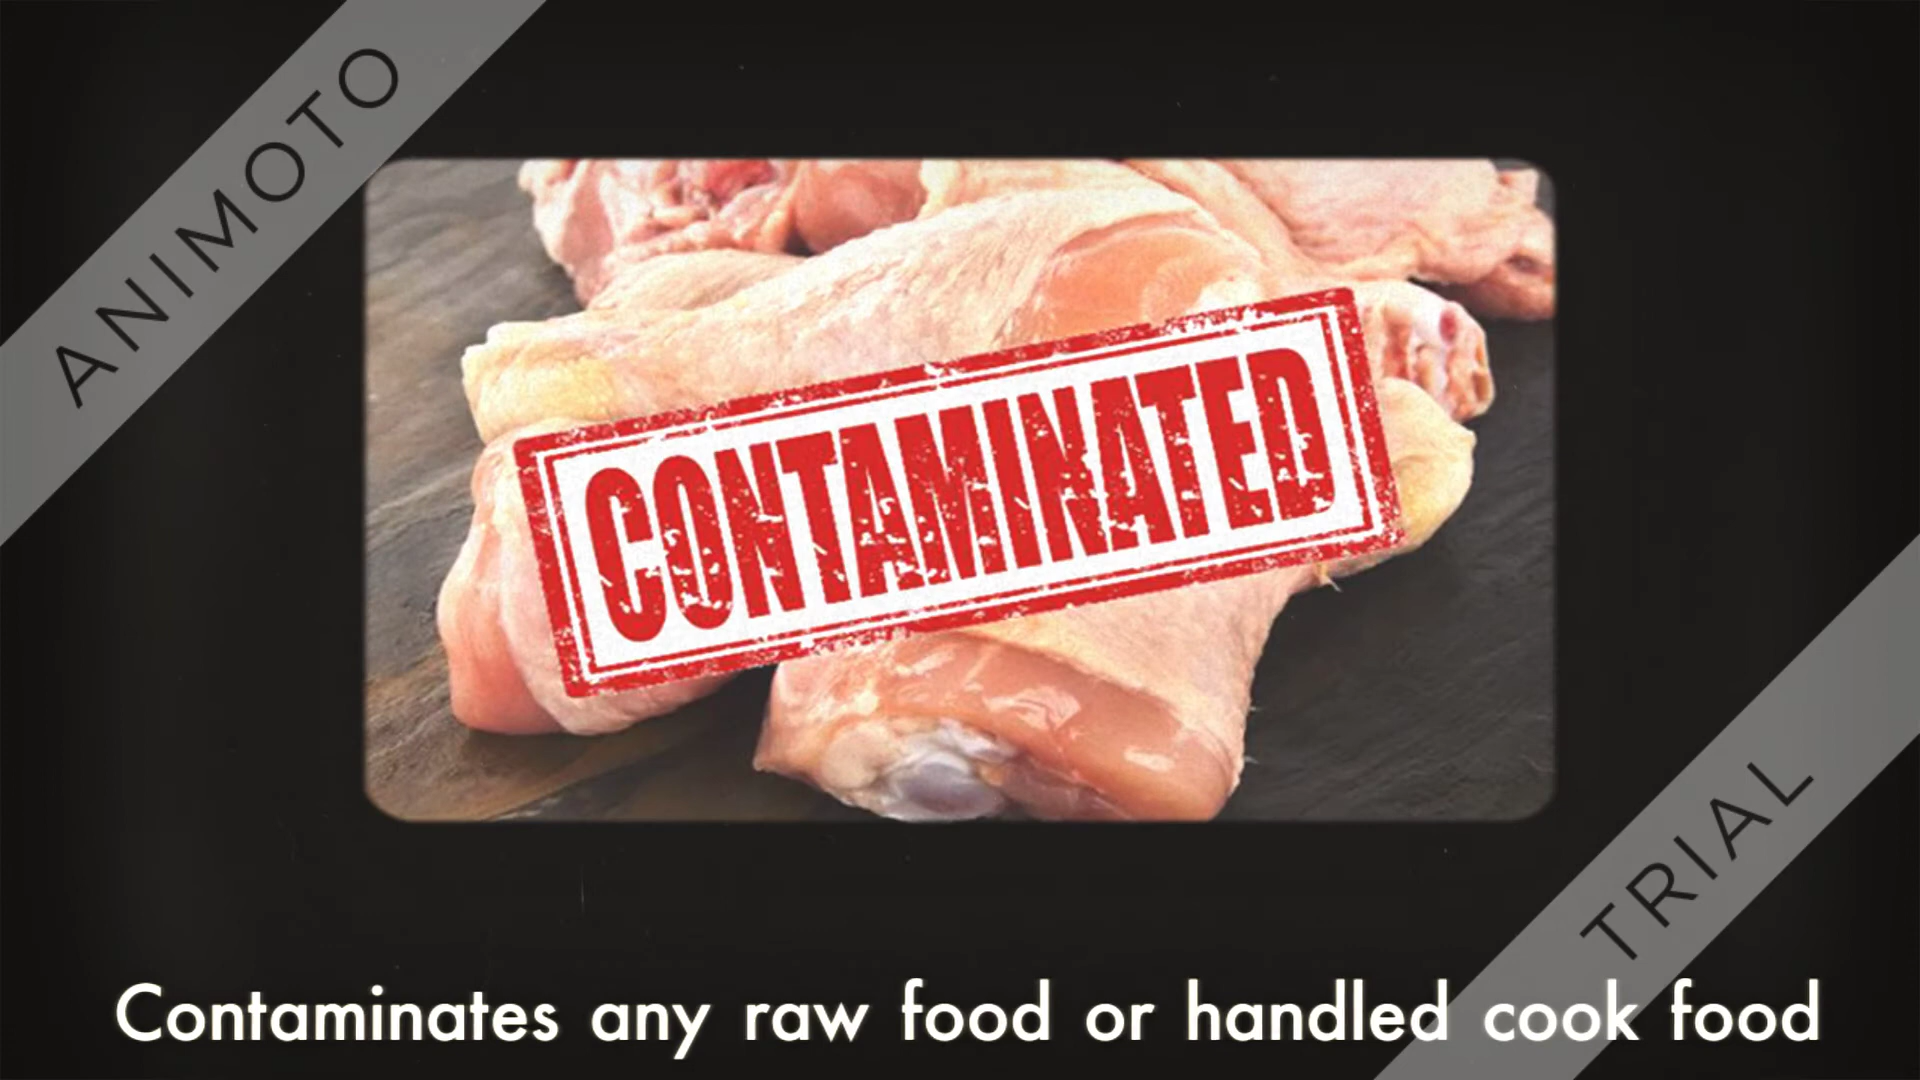 ANIMOTO
CONTAMINATED
TRIAL
Contaminates any raw food or handled cook food